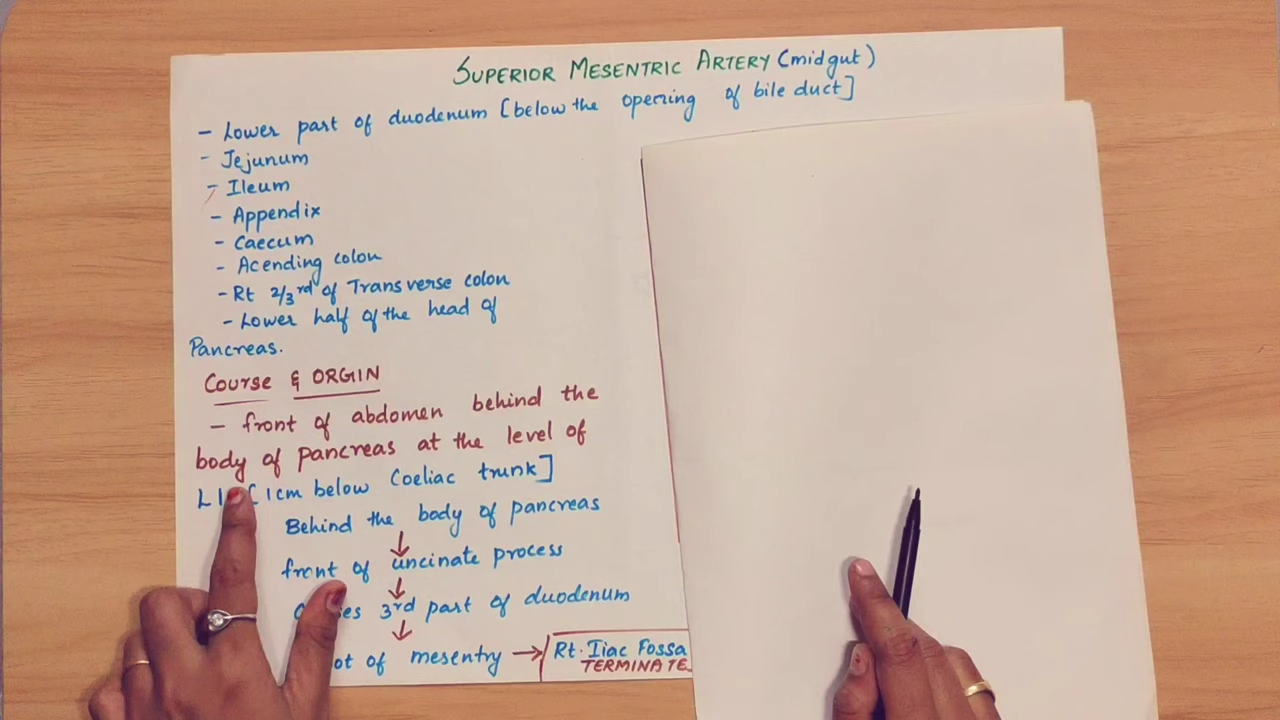 SUPERIOR MESENTRIC ARTERY (midgut)
- Lower part of duodenum [below the opening of bile duct]
- Jejunum
- Ileum
- Appendix
- Caecum
- Acending colon
- Rt 2/3rd of Transverse colon
- Lower half of the head of
Pancreas.
Course & ORGIN
- front of abdomen behind the
body of pancreas at the level of
L1 [1cm below Coeliac trunk]
Behind the body of pancreas
↓
front of uncinate process
↓
3rd part of duodenum
↓
of mesentry → Rt. Iliac Fossa
TERMINATE